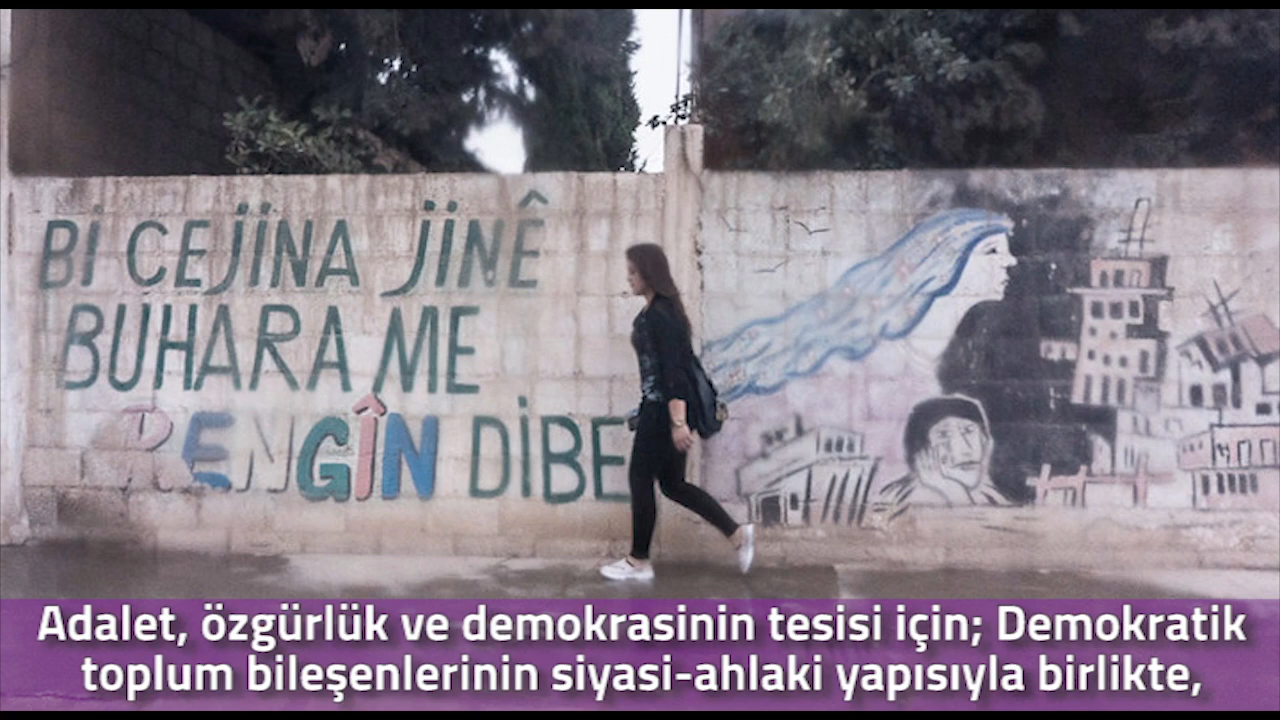 BI CEJINA JINÊ
BUHARA ME
RENGÎN DIBE
Adalet, özgürlük ve demokrasinin tesisi için; Demokratik
toplum bileşenlerinin siyasi-ahlaki yapısıyla birlikte,